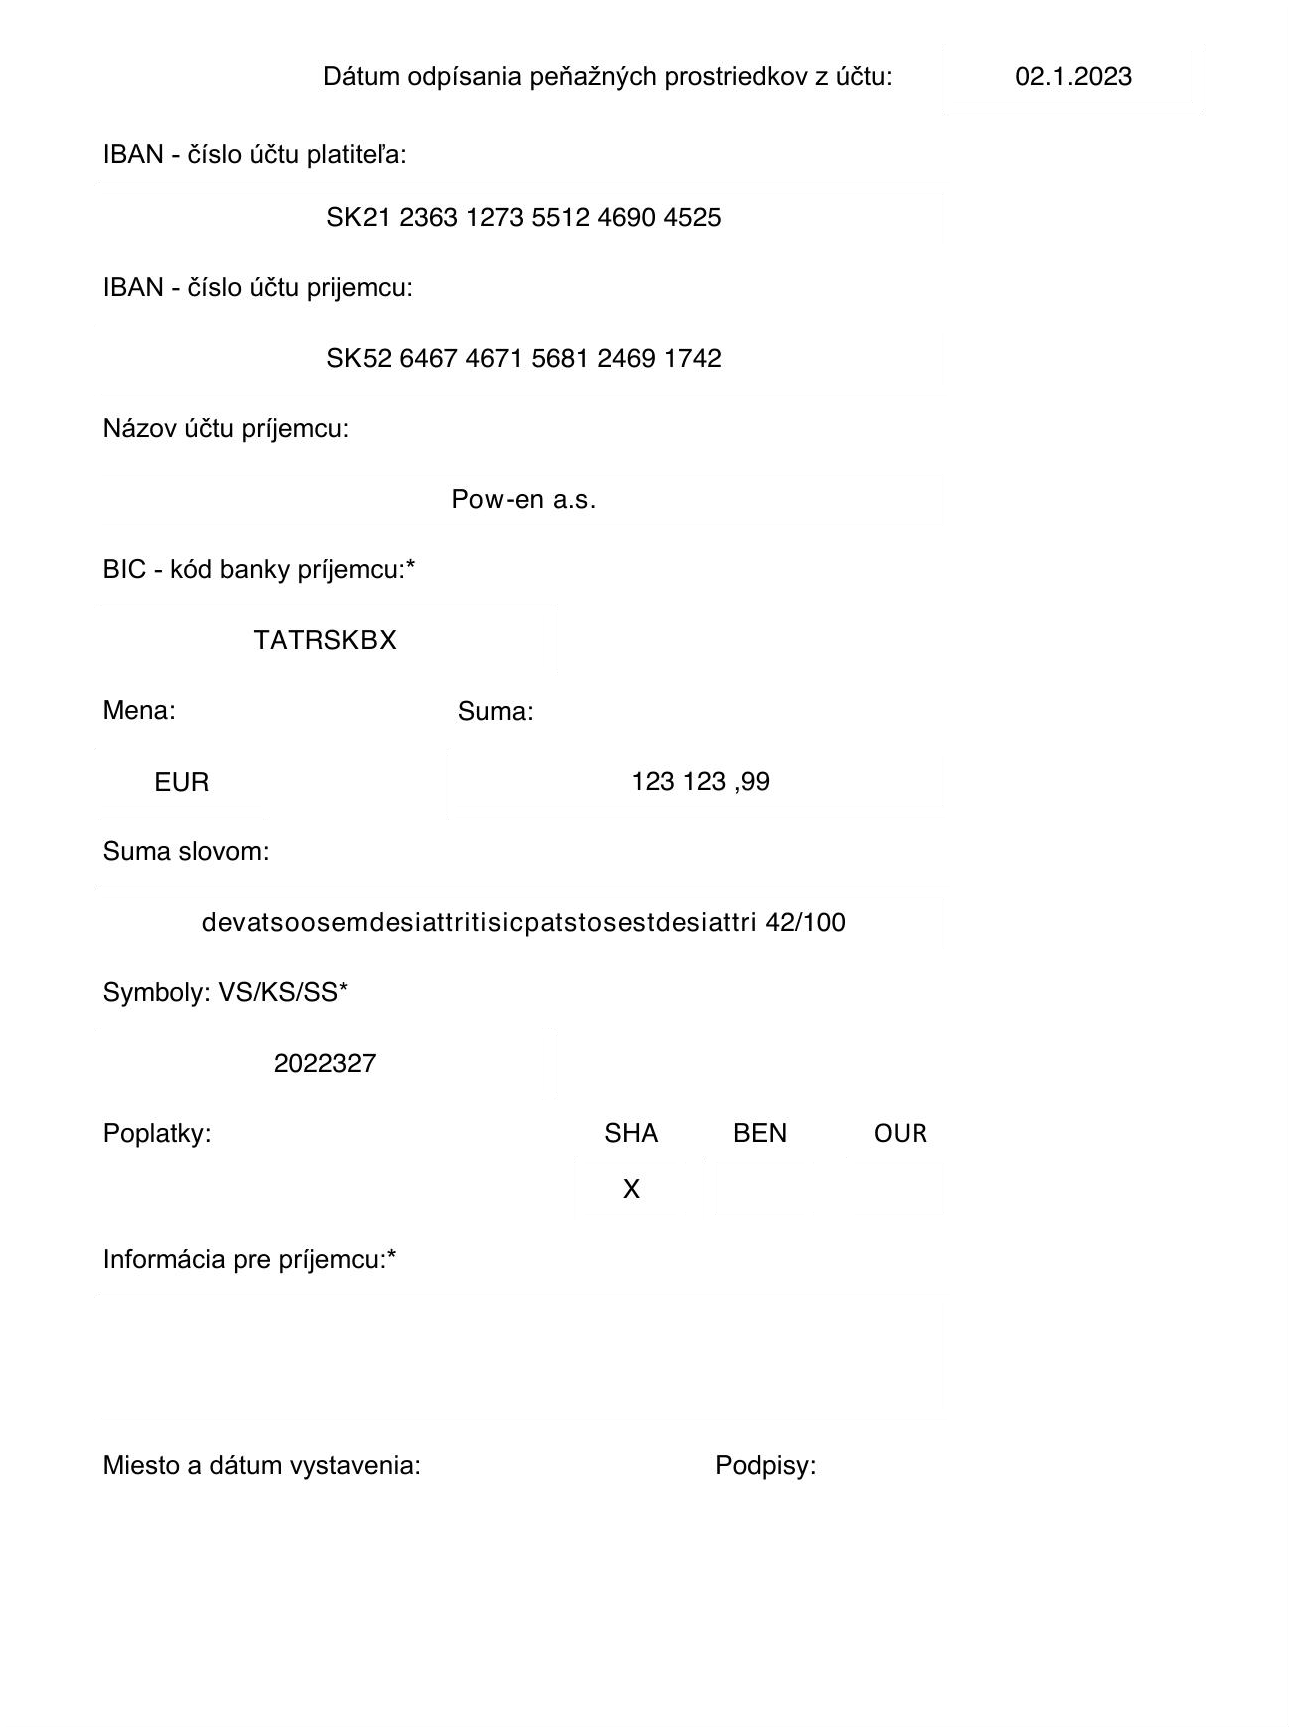 Dátum odpísania peňažných prostriedkov z účtu: 02.1.2023
IBAN - číslo účtu platiteľa:
SK21 2363 1273 5512 4690 4525
IBAN - číslo účtu prijemcu:
SK52 6467 4671 5681 2469 1742
Názov účtu príjemcu:
Pow-en a.s.
BIC - kód banky príjemcu:*
TATRSKBX
Mena: Suma:
EUR 123 123 ,99
Suma slovom:
devatsoosemdesiattritisicpatstosestdesiattri 42/100
Symboly: VS/KS/SS*
2022327
Poplatky: SHA BEN OUR
X
Informácia pre príjemcu:*
Miesto a dátum vystavenia: Podpisy: